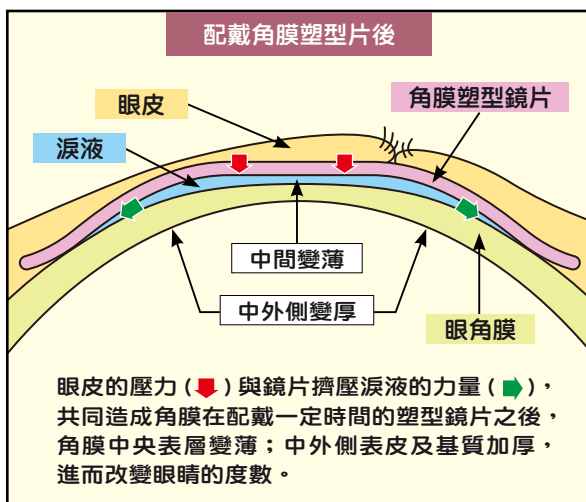 配戴角膜塑型片後
眼皮
角膜塑型鏡片
淚液
中間變薄
中外側變厚
眼角膜
眼皮的壓力(⬇)與鏡片擠壓淚液的力量(➡),
共同造成角膜在配戴一定時間的塑型鏡片之後,
角膜中央表層變薄;中外側表皮及基質加厚,
進而改變眼睛的度數。